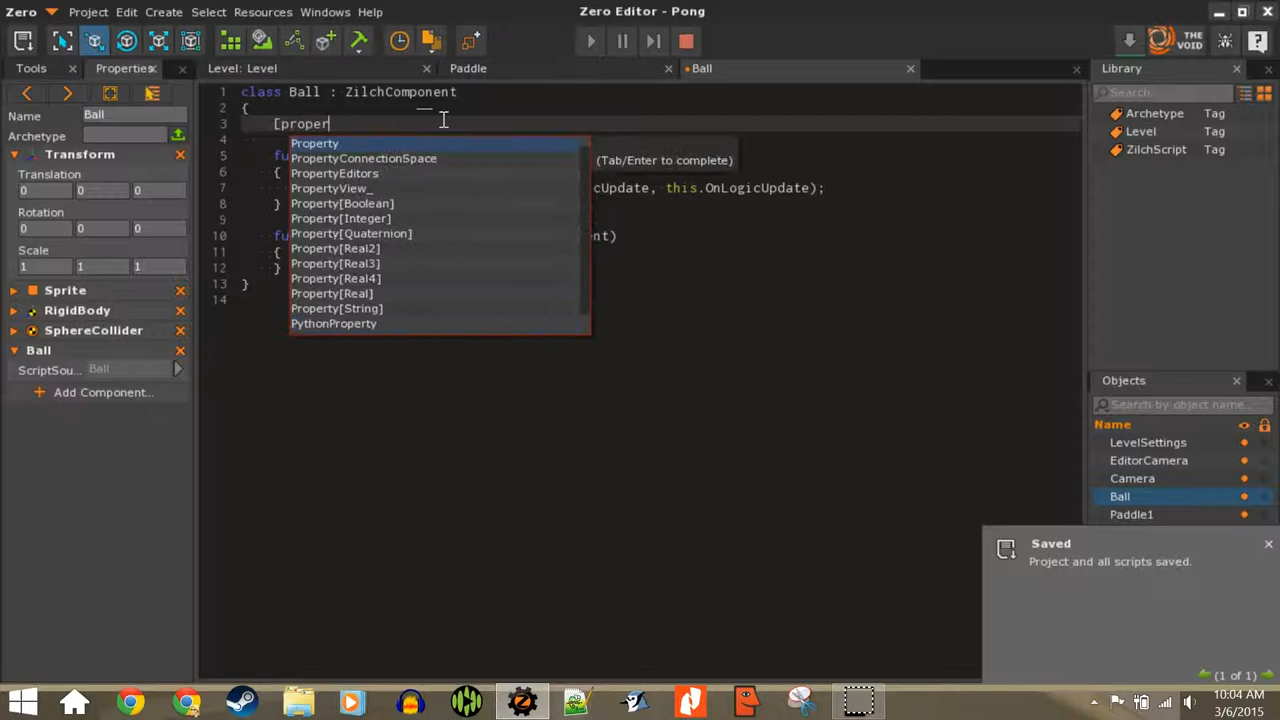 Zero Project Edit Create Select Resources Windows Help
Zero Editor - Pong
THE VOID
Tools Properties Level: Level Paddle Ball Library
Name Ball
Archetype
Transform
Translation
0 0 0
Rotation
0 0 0
Scale
1 1 1
Sprite
RigidBody
SphereCollider
Ball
ScriptSou... Ball
Add Component...
1 class Ball : ZilchComponent
2 {
3 [proper
4
5 fu
6 {
7 icUpdate, this.OnLogicUpdate);
8 }
9
10 fu nt)
11 {
12 }
13 }
14
Property
PropertyConnectionSpace
PropertyEditors
PropertyView_
Property[Boolean]
Property[Integer]
Property[Quaternion]
Property[Real2]
Property[Real3]
Property[Real4]
Property[Real]
Property[String]
PythonProperty
(Tab/Enter to complete)
Search...
Archetype Tag
Level Tag
ZilchScript Tag
Objects
Search by object name...
Name
LevelSettings
EditorCamera
Camera
Ball
Paddle1
Saved
Project and all scripts saved.
(1 of 1)
10:04 AM
3/6/2015